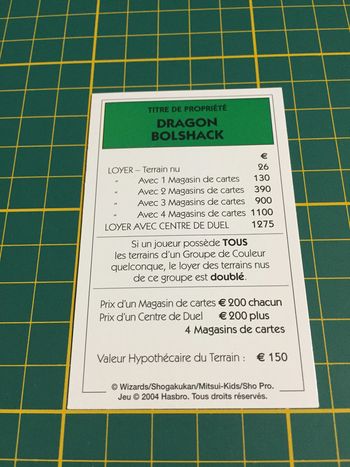 TITRE DE PROPRIÉTÉ
DRAGON
BOLSHACK
€
LOYER – Terrain nu 26
" Avec 1 Magasin de cartes 130
" Avec 2 Magasins de cartes 390
" Avec 3 Magasins de cartes 900
" Avec 4 Magasins de cartes 1100
LOYER AVEC CENTRE DE DUEL 1275
Si un joueur possède TOUS
les terrains d'un Groupe de Couleur
quelconque, le loyer des terrains nus
de ce groupe est doublé.
Prix d'un Magasin de cartes € 200 chacun
Prix d'un Centre de Duel € 200 plus
4 Magasins de cartes
Valeur Hypothécaire du Terrain : € 150
© Wizards/Shogakukan/Mitsui-Kids/Sho Pro.
Jeu © 2004 Hasbro. Tous droits réservés.